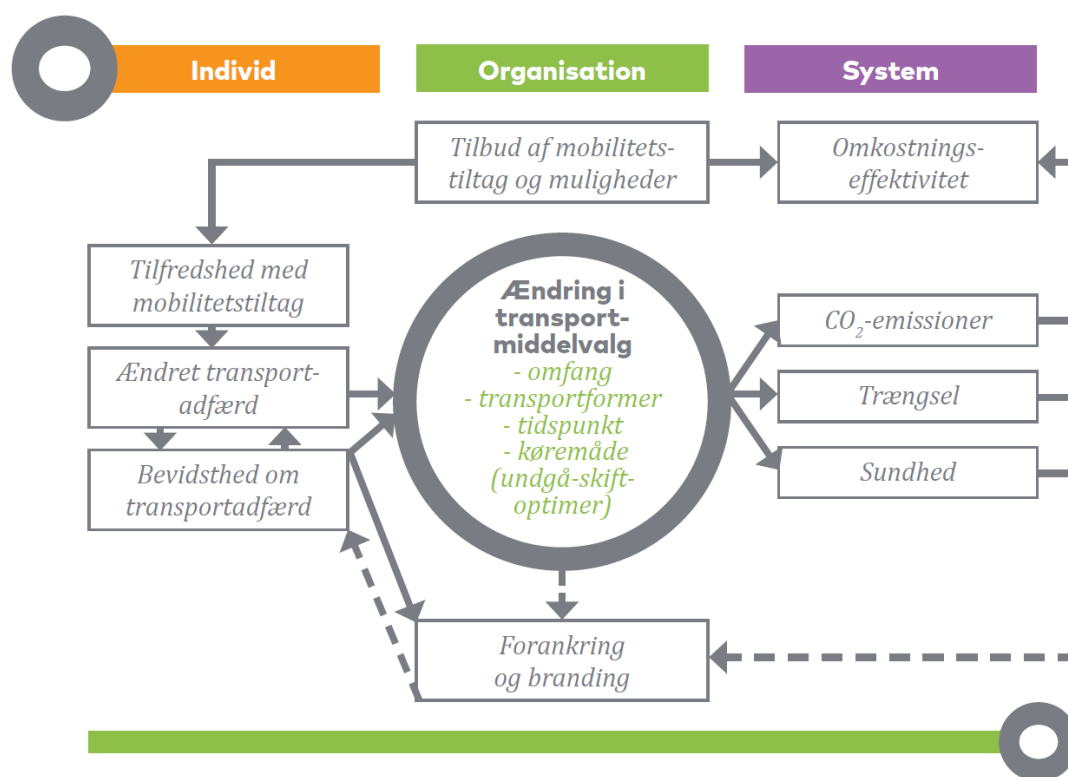 Individ
Organisation
System
Tilbud af mobilitets-
tiltag og muligheder
Omkostnings-
effektivitet
Tilfredshed med
mobilitetstiltag
Ændret transport-
adfærd
Bevidsthed om
transportadfærd
Ændring i
transport-
middelvalg
- omfang
- transportformer
- tidspunkt
- køremåde
(undgå-skift-
optimer)
CO₂-emissioner
Trængsel
Sundhed
Forankring
og branding